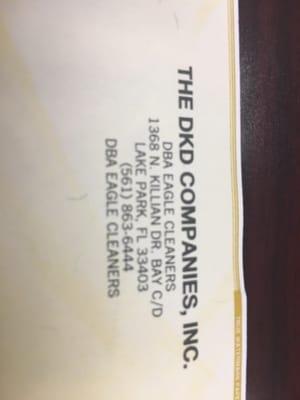 THE DKD COMPANIES, INC.
DBA EAGLE CLEANERS
1368 N. KILLIAN DR. BAY C/D
LAKE PARK, FL 33403
(561) 863-6444
DBA EAGLE CLEANERS